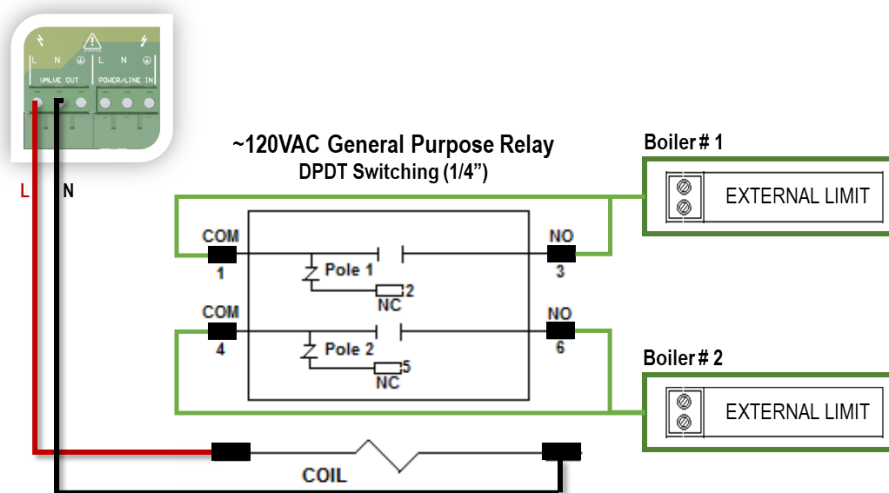 L N L N
VALVE OUT POWER/LINE IN
L N
~120VAC General Purpose Relay
DPDT Switching (1/4”)
Boiler # 1
EXTERNAL LIMIT
COM
1
Pole 1
2
NC
NO
3
COM
4
Pole 2
5
NC
NO
6
Boiler # 2
EXTERNAL LIMIT
COIL